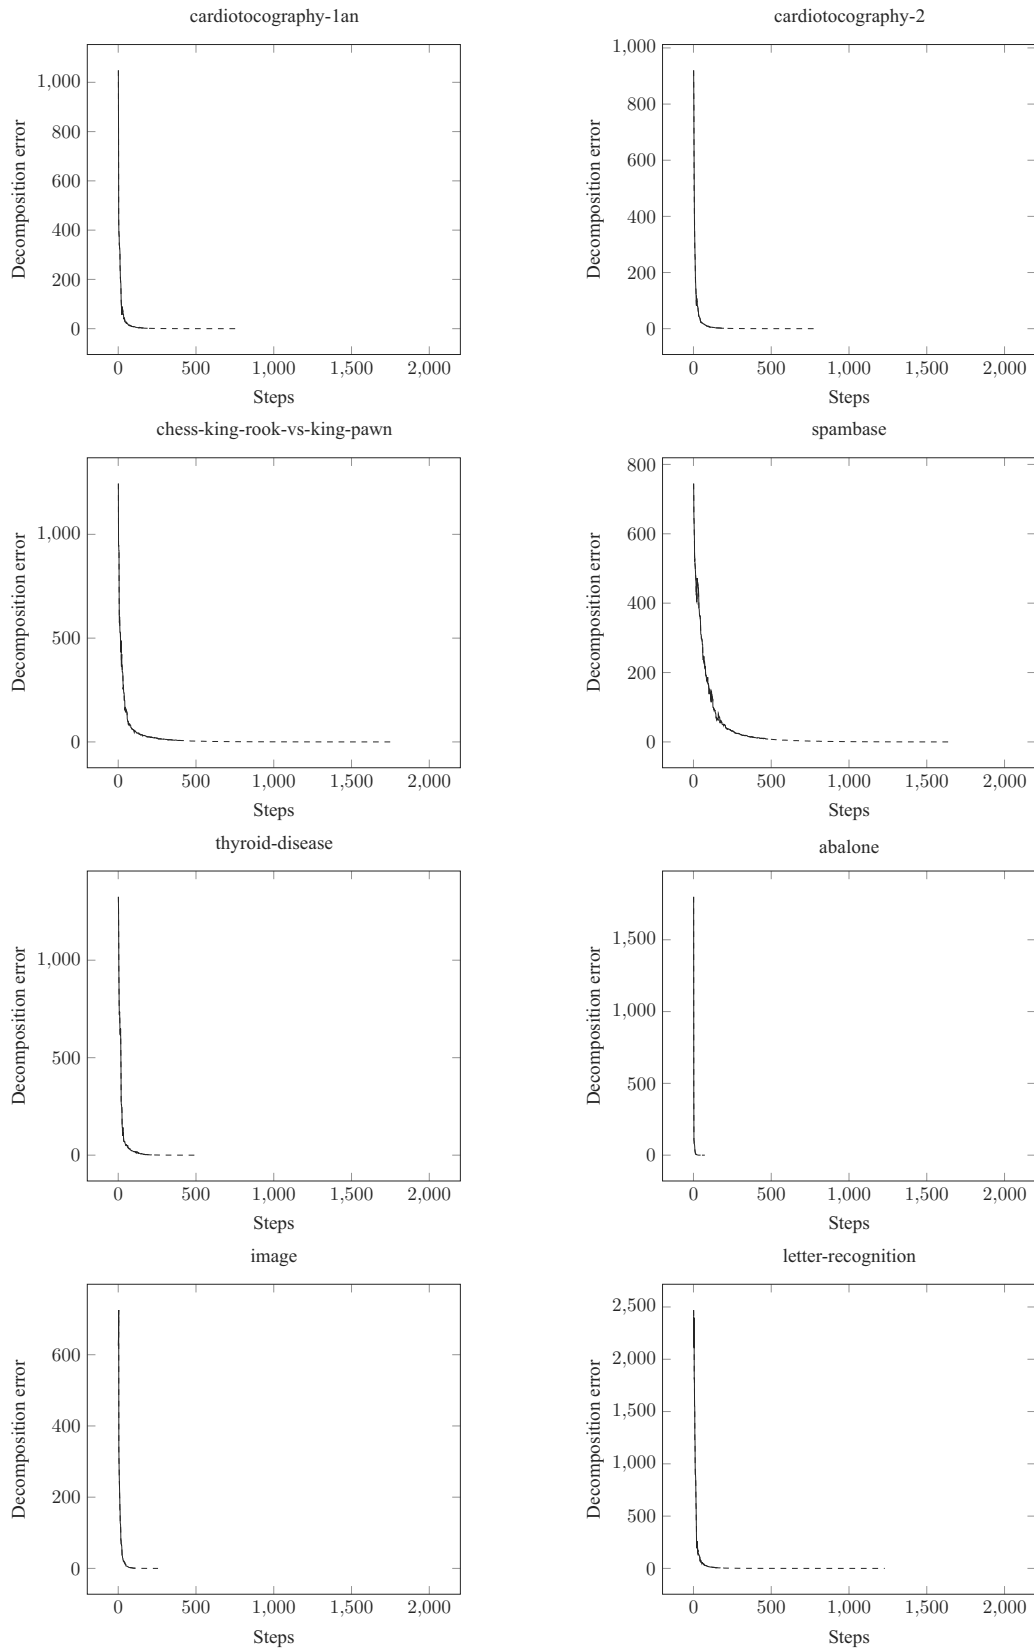 cardiotocography-1an
cardiotocography-2
1,000
800
600
400
200
0
Decomposition error
0 500 1,000 1,500 2,000
Steps
1,000
800
600
400
200
0
Decomposition error
0 500 1,000 1,500 2,000
Steps
chess-king-rook-vs-king-pawn
spambase
1,000
500
0
Decomposition error
0 500 1,000 1,500 2,000
Steps
800
600
400
200
0
Decomposition error
0 500 1,000 1,500 2,000
Steps
thyroid-disease
abalone
1,000
500
0
Decomposition error
0 500 1,000 1,500 2,000
Steps
1,500
1,000
500
0
Decomposition error
0 500 1,000 1,500 2,000
Steps
image
letter-recognition
600
400
200
0
Decomposition error
0 500 1,000 1,500 2,000
Steps
2,500
2,000
1,500
1,000
500
0
Decomposition error
0 500 1,000 1,500 2,000
Steps